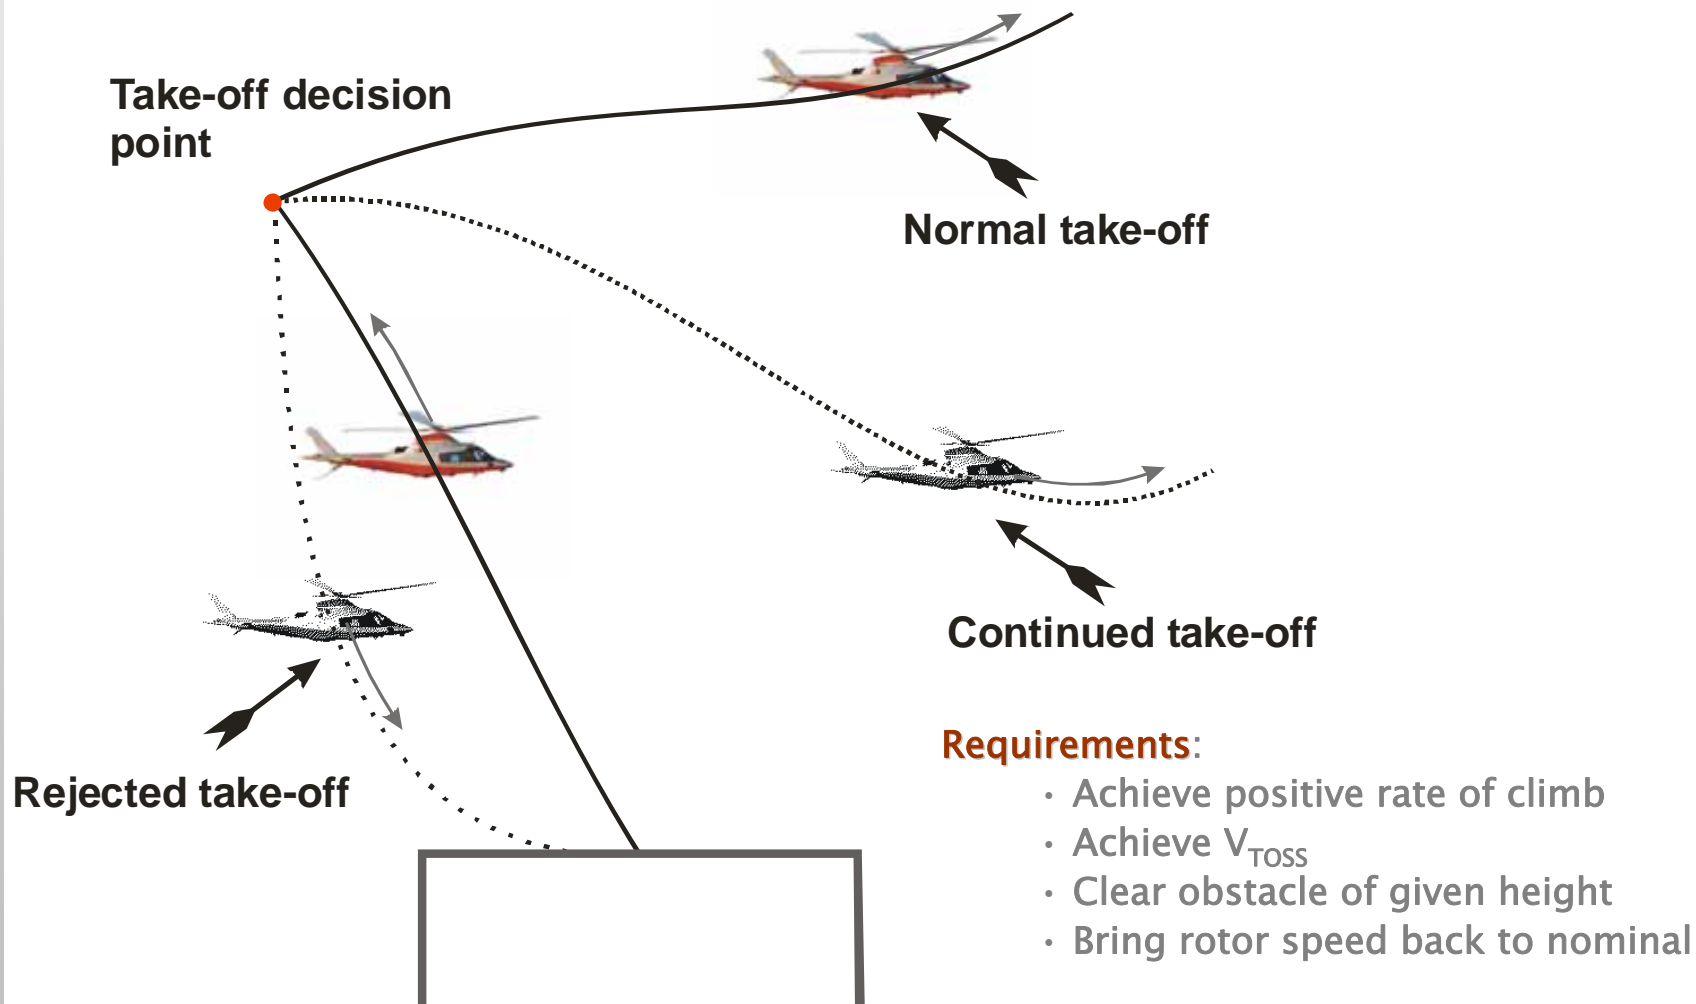 Take-off decision
point
Normal take-off
Continued take-off
Rejected take-off
Requirements:
· Achieve positive rate of climb
· Achieve VTOSS
· Clear obstacle of given height
· Bring rotor speed back to nominal